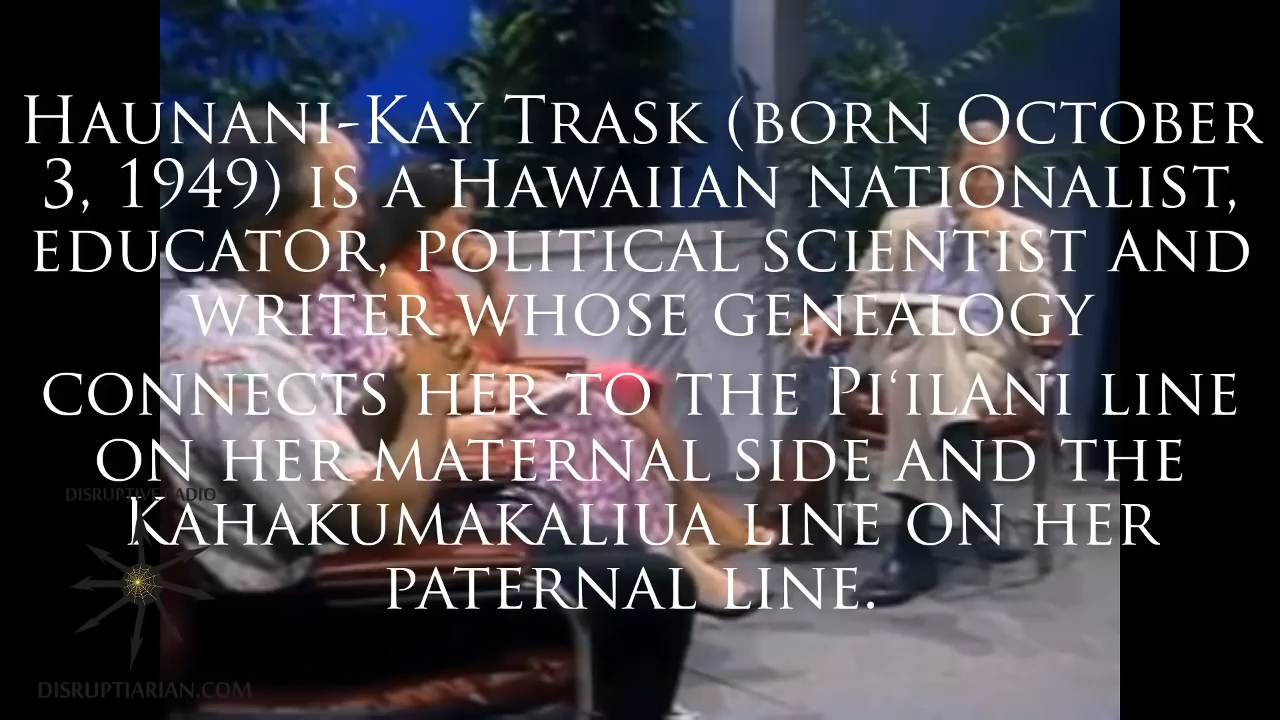 Haunani-Kay Trask (born October
3, 1949) is a Hawaiian nationalist,
educator, political scientist and
writer whose genealogy
connects her to the Pi‘ilani line
on her maternal side and the
Kahakumakaliua line on her
paternal line.
DISRUPTIVE RADIO
DISRUPTIARIAN.COM